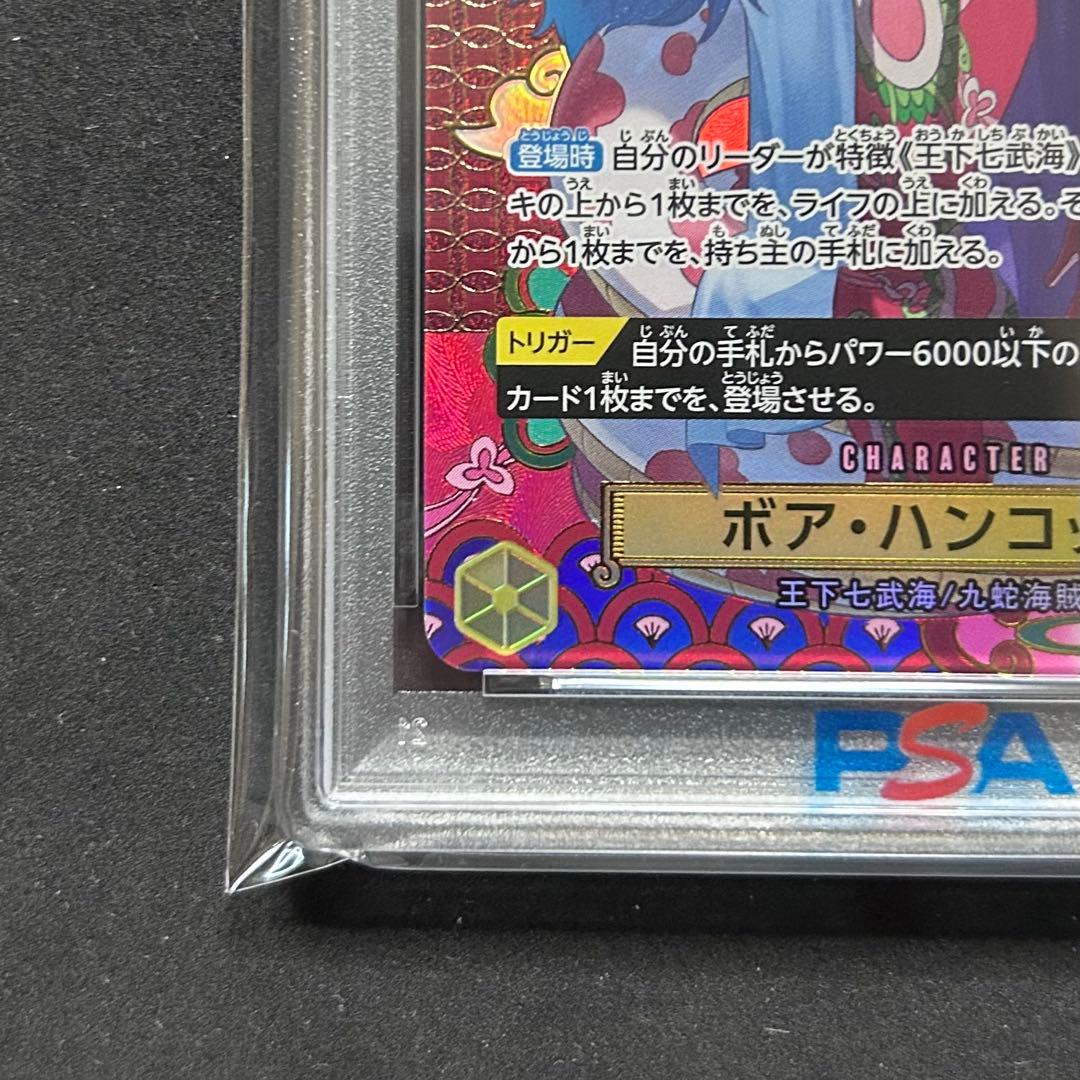 登場時 自分のリーダーが特徴《王下七武海》
キの上から1枚までを、ライフの上に加える。そ
から1枚までを、持ち主の手札に加える。
トリガー 自分の手札からパワー6000以下の
カード1枚までを、登場させる。
CHARACTER
ボア・ハンコッ
王下七武海/九蛇海賊
PSA